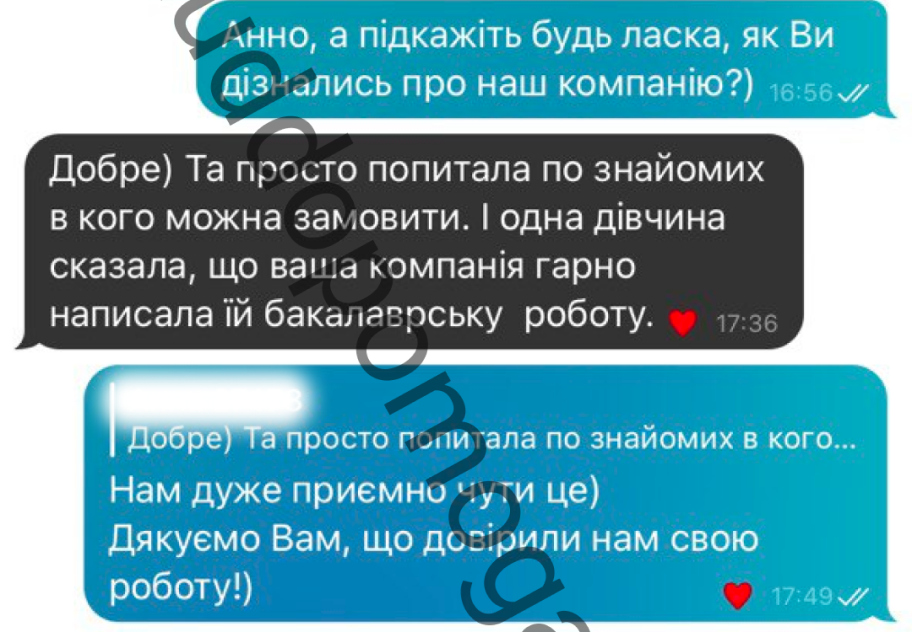 Анно, а підкажіть будь ласка, як Ви
дізнались про наш компанію?) 16:56
Добре) Та просто попитала по знайомих
в кого можна замовити. І одна дівчина
сказала, що ваша компанія гарно
написала їй бакалаврську роботу. 17:36
Добре) Та просто попитала по знайомих в кого...
Нам дуже приємно чути це)
Дякуємо Вам, що довірили нам свою
роботу!) 17:49